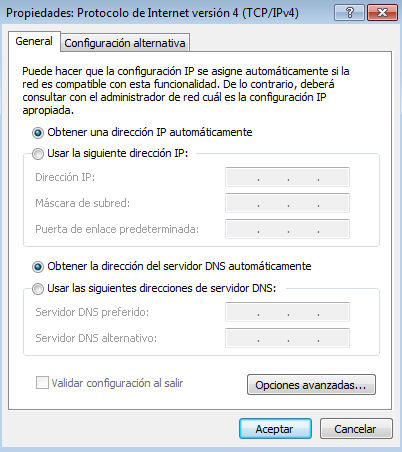 Propiedades: Protocolo de Internet versión 4 (TCP/IPv4)
General
Configuración alternativa
Puede hacer que la configuración IP se asigne automáticamente si la
red es compatible con esta funcionalidad. De lo contrario, deberá
consultar con el administrador de red cuál es la configuración IP
apropiada.
Obtener una dirección IP automáticamente
Usar la siguiente dirección IP:
Dirección IP:
Máscara de subred:
Puerta de enlace predeterminada:
Obtener la dirección del servidor DNS automáticamente
Usar las siguientes direcciones de servidor DNS:
Servidor DNS preferido:
Servidor DNS alternativo:
Validar configuración al salir
Opciones avanzadas...
Aceptar
Cancelar